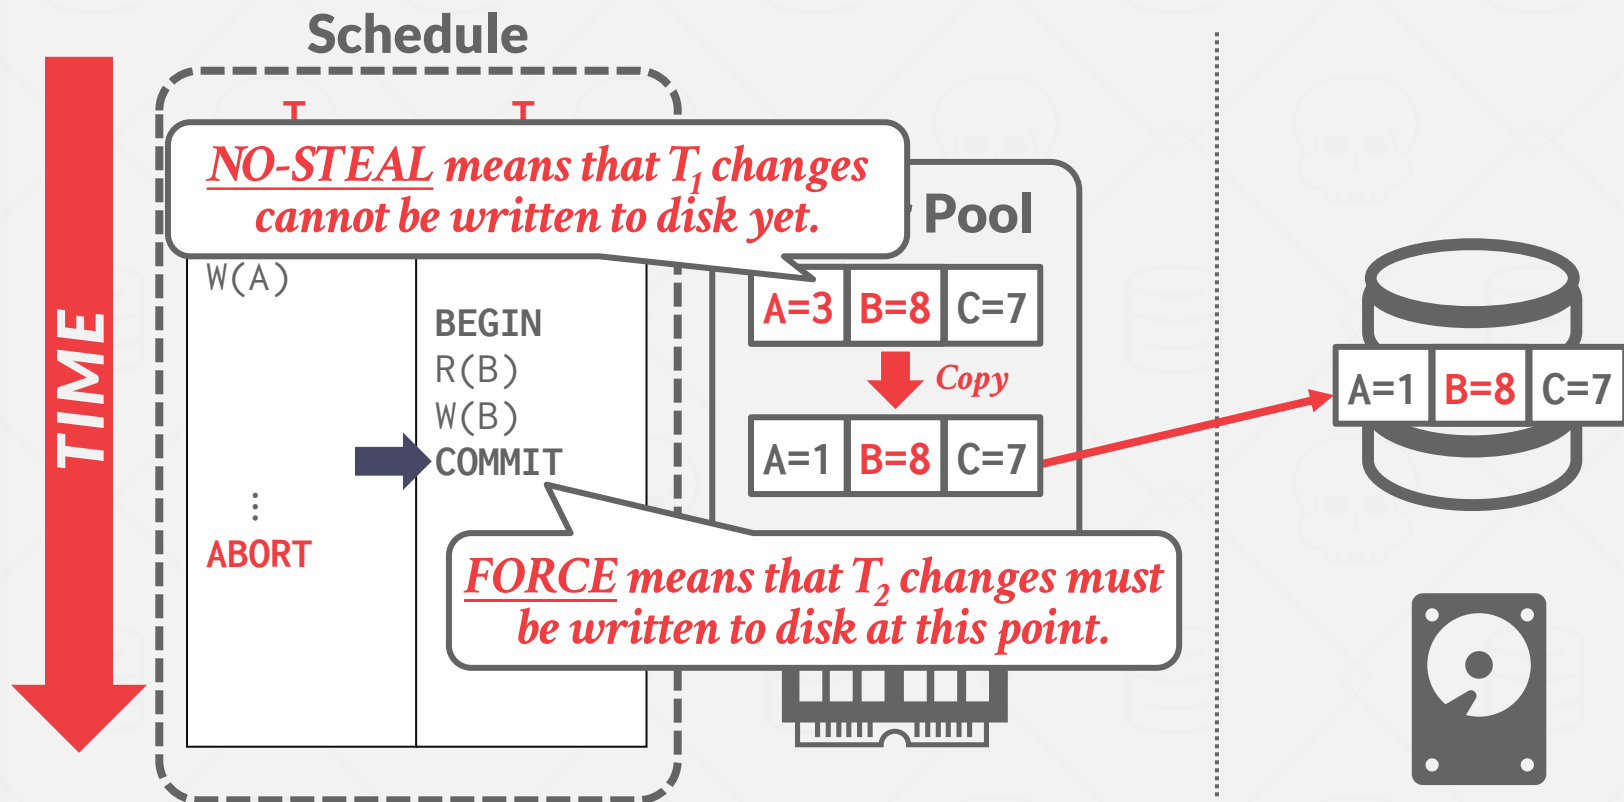 Schedule
T T
NO-STEAL means that T1 changes
cannot be written to disk yet.
Pool
W(A)
BEGIN
R(B)
W(B)
COMMIT
⋮
ABORT
TIME
A=3 B=8 C=7
Copy
A=1 B=8 C=7
FORCE means that T2 changes must
be written to disk at this point.
A=1 B=8 C=7